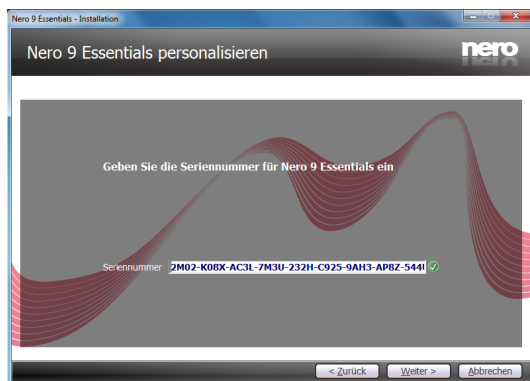 Nero 9 Essentials - Installation
Nero 9 Essentials personalisieren
nero
Geben Sie die Seriennummer für Nero 9 Essentials ein
Seriennummer 2M02-K08X-AC3L-7M3U-232H-C925-9AH3-AP8Z-544
< Zurück
Weiter >
Abbrechen